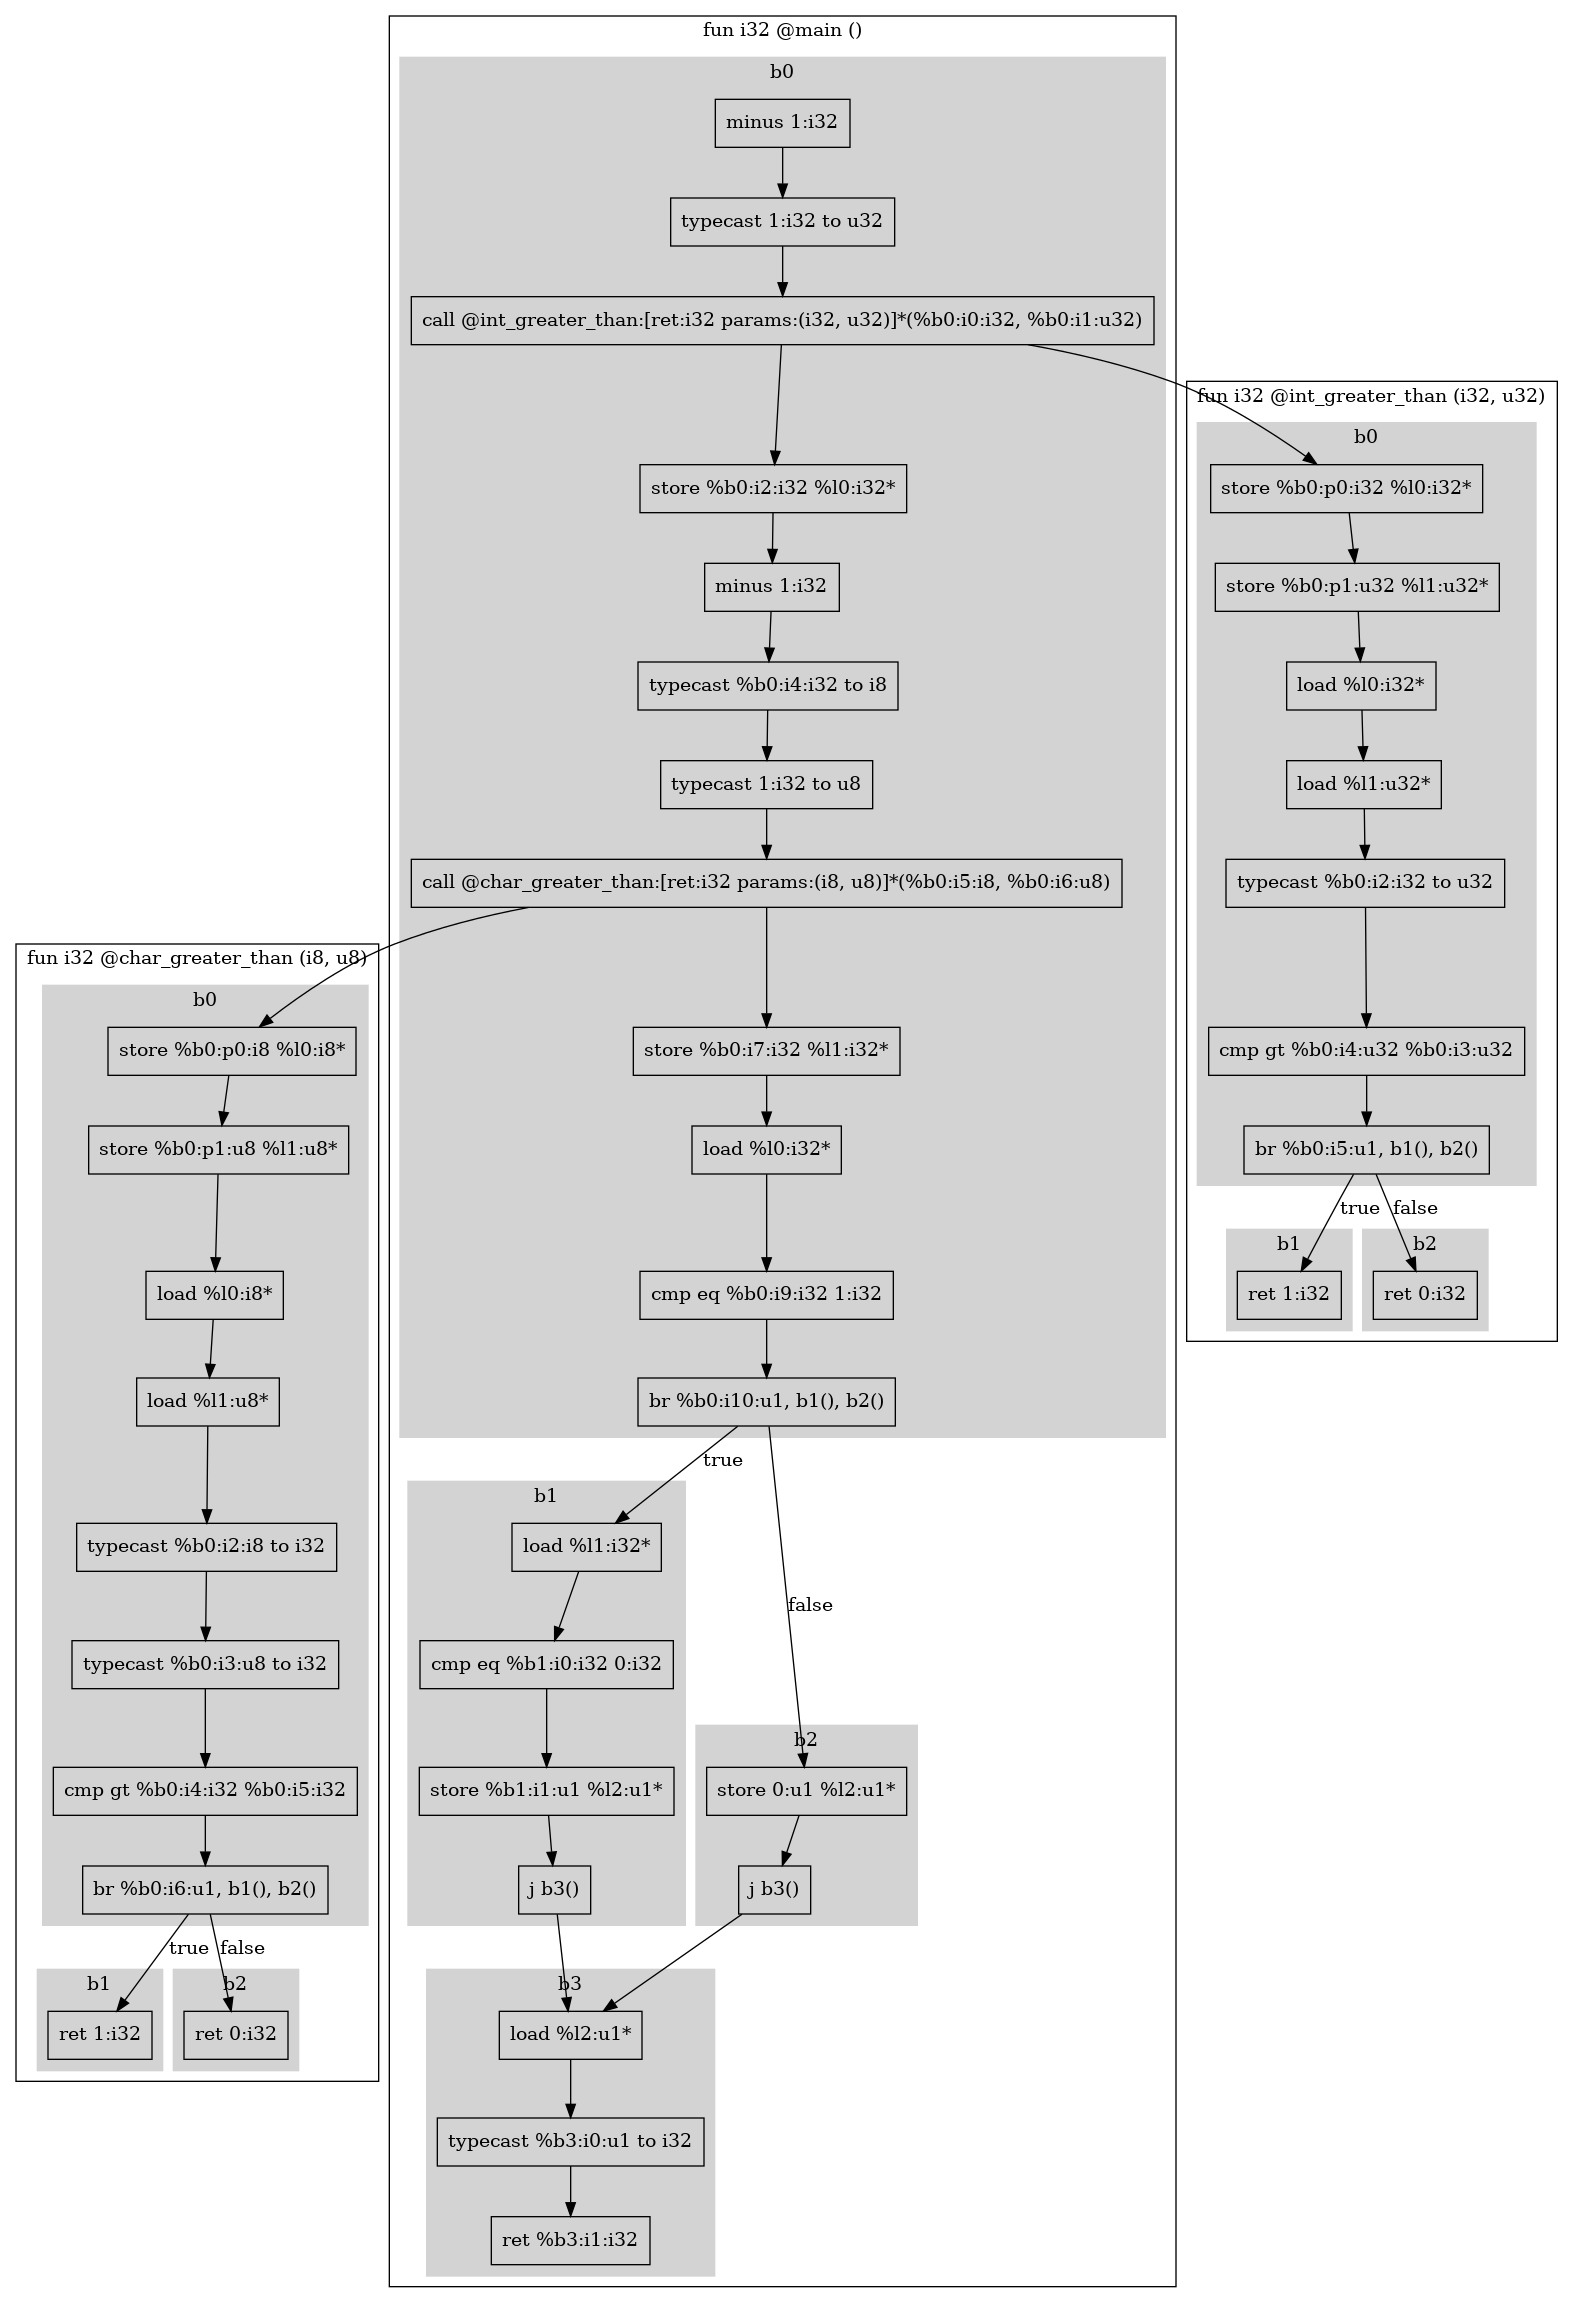 fun i32 @main ()
b0
minus 1:i32
typecast 1:i32 to u32
call @int_greater_than:[ret:i32 params:(i32, u32)]*(%b0:i0:i32, %b0:i1:u32)
store %b0:i2:i32 %l0:i32*
minus 1:i32
typecast %b0:i4:i32 to i8
typecast 1:i32 to u8
call @char_greater_than:[ret:i32 params:(i8, u8)]*(%b0:i5:i8, %b0:i6:u8)
store %b0:i7:i32 %l1:i32*
load %l0:i32*
cmp eq %b0:i9:i32 1:i32
br %b0:i10:u1, b1(), b2()
true
false
b1
load %l1:i32*
cmp eq %b1:i0:i32 0:i32
store %b1:i1:u1 %l2:u1*
j b3()
b2
store 0:u1 %l2:u1*
j b3()
b3
load %l2:u1*
typecast %b3:i0:u1 to i32
ret %b3:i1:i32
fun i32 @int_greater_than (i32, u32)
b0
store %b0:p0:i32 %l0:i32*
store %b0:p1:u32 %l1:u32*
load %l0:i32*
load %l1:u32*
typecast %b0:i2:i32 to u32
cmp gt %b0:i4:u32 %b0:i3:u32
br %b0:i5:u1, b1(), b2()
true
false
b1
ret 1:i32
b2
ret 0:i32
fun i32 @char_greater_than (i8, u8)
b0
store %b0:p0:i8 %l0:i8*
store %b0:p1:u8 %l1:u8*
load %l0:i8*
load %l1:u8*
typecast %b0:i2:i8 to i32
typecast %b0:i3:u8 to i32
cmp gt %b0:i4:i32 %b0:i5:i32
br %b0:i6:u1, b1(), b2()
true
false
b1
ret 1:i32
b2
ret 0:i32